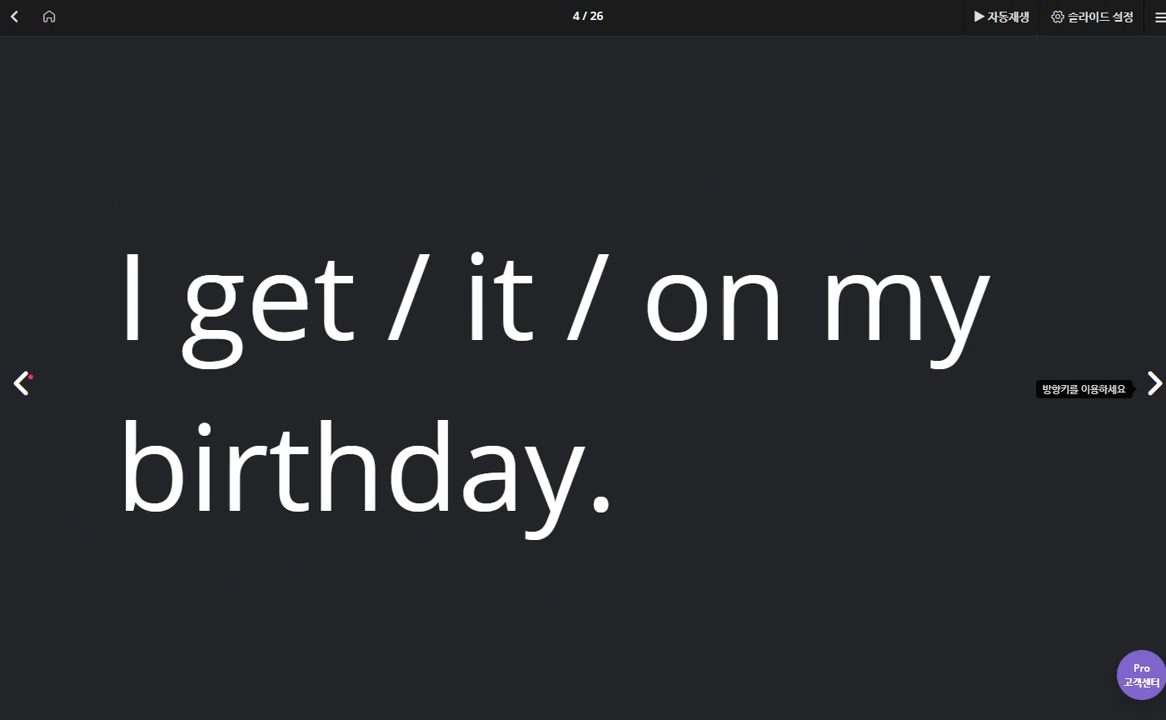 4 / 26
▶ 자동재생
슬라이드 설정
I get / it / on my
birthday.
방향키를 이용하세요
Pro
고객센터